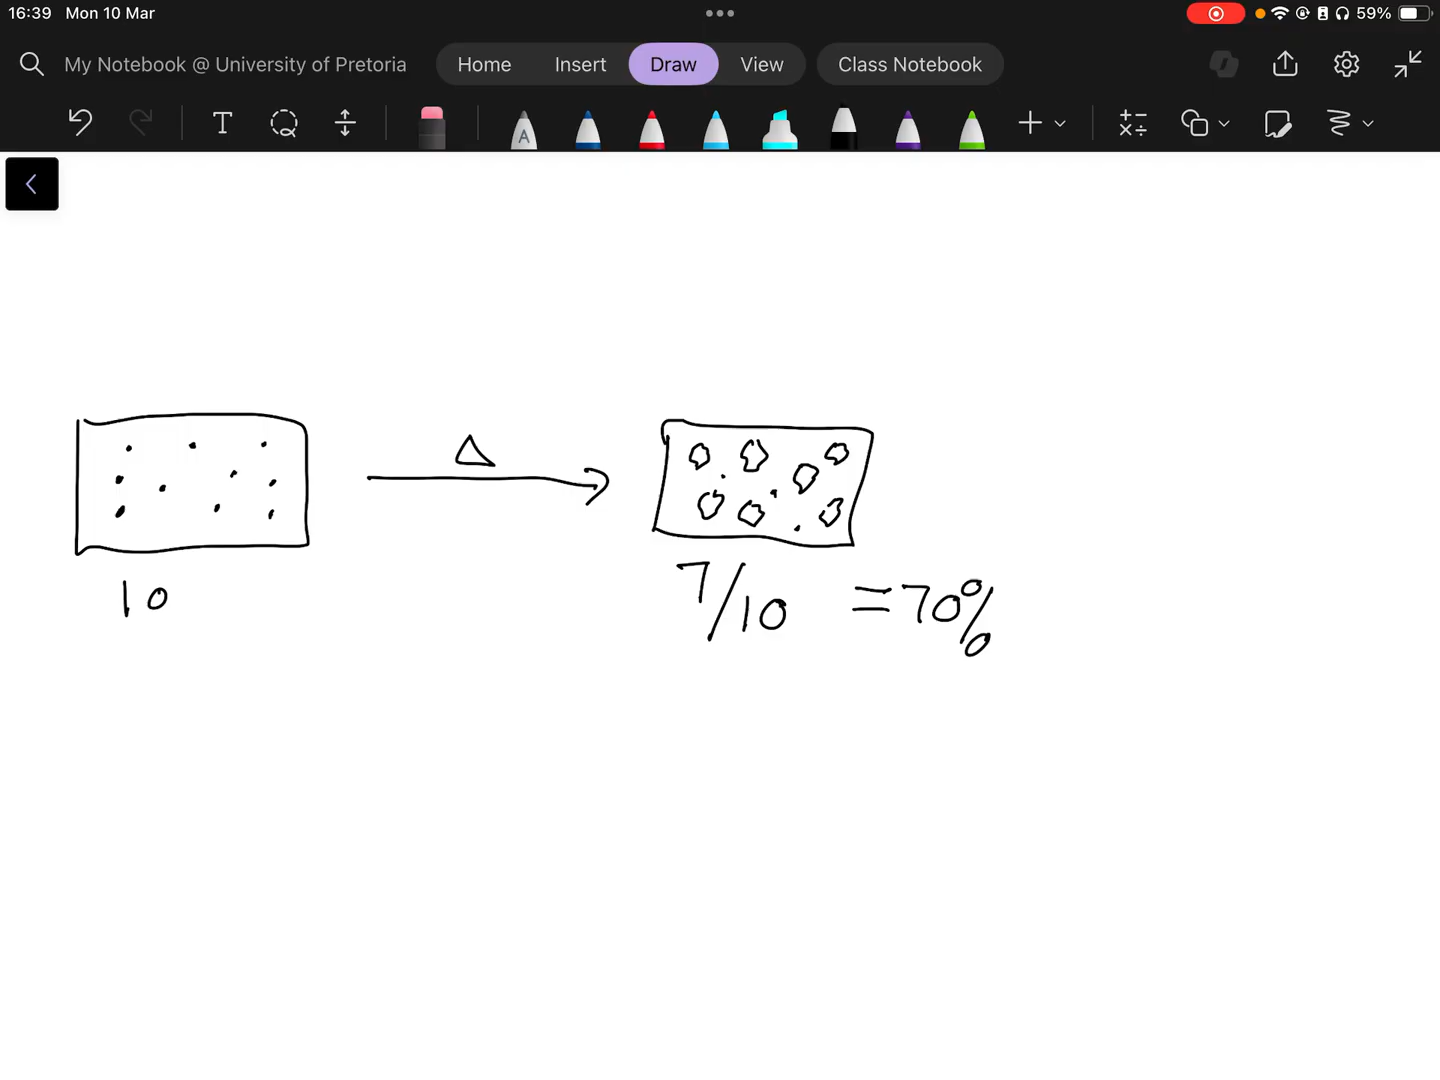 16:39 Mon 10 Mar 59%
My Notebook @ University of Pretoria Home Insert Draw View Class Notebook
T A
Δ
10
7/10 = 70%